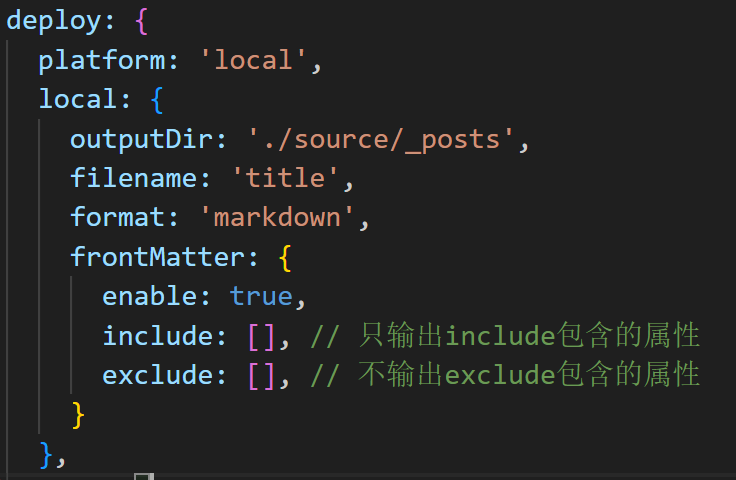 deploy: {
platform: 'local',
local: {
outputDir: './source/_posts',
filename: 'title',
format: 'markdown',
frontMatter: {
enable: true,
include: [], // 只输出include包含的属性
exclude: [], // 不输出exclude包含的属性
}
},